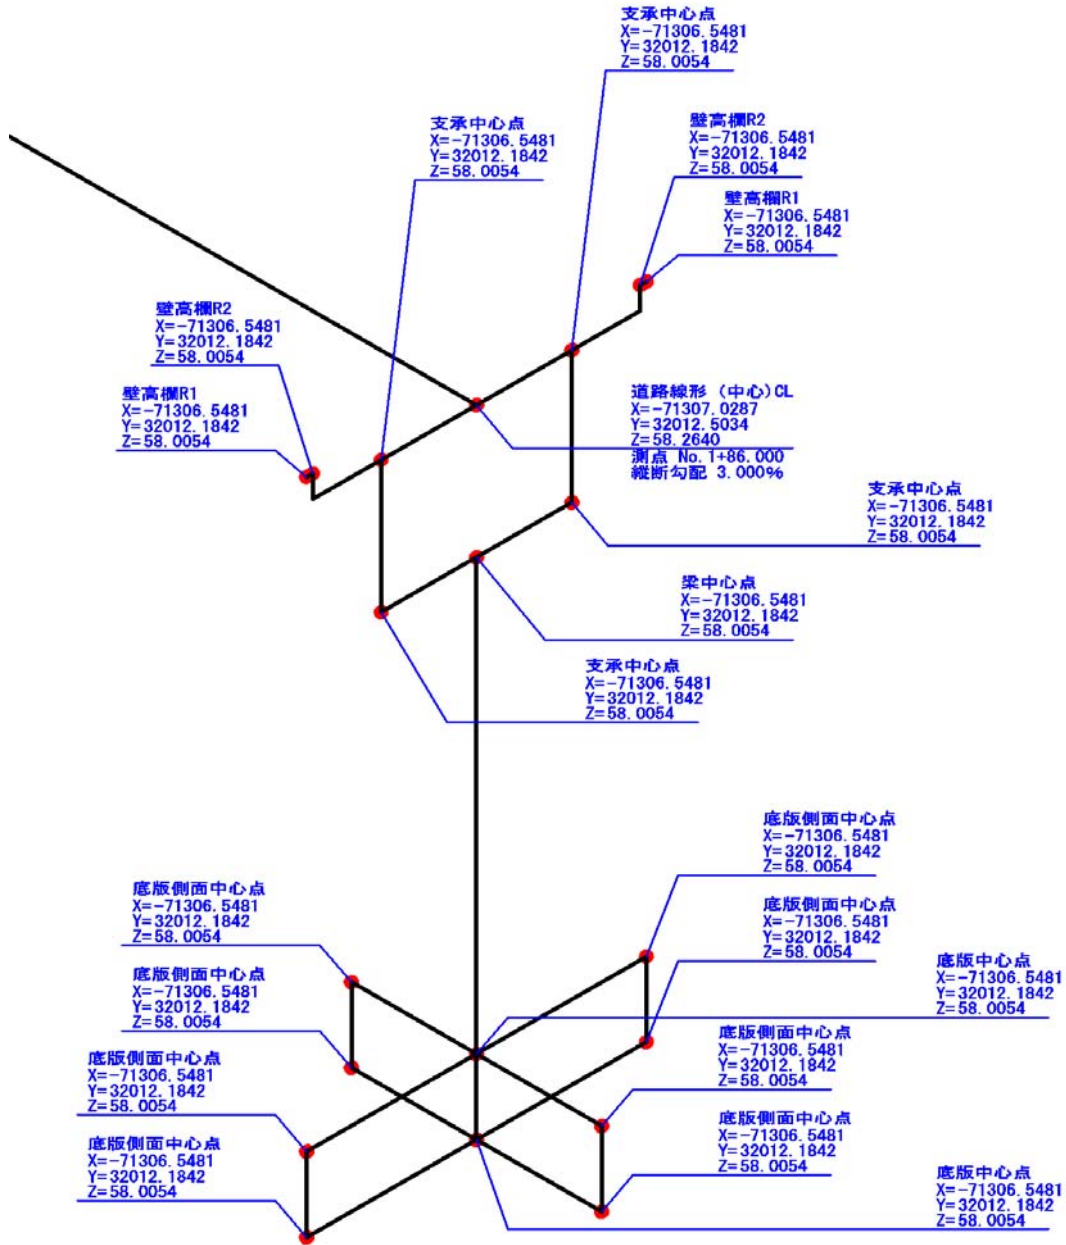 支承中心点
X=-71306.5481
Y=32012.1842
Z=58.0054
支承中心点
X=-71306.5481
Y=32012.1842
Z=58.0054
壁高欄R2
X=-71306.5481
Y=32012.1842
Z=58.0054
壁高欄R1
X=-71306.5481
Y=32012.1842
Z=58.0054
壁高欄R2
X=-71306.5481
Y=32012.1842
Z=58.0054
壁高欄R1
X=-71306.5481
Y=32012.1842
Z=58.0054
道路線形 (中心)CL
X=-71307.0287
Y=32012.5034
Z=58.2640
測点 No.1+86.000
縦断勾配 3.000%
支承中心点
X=-71306.5481
Y=32012.1842
Z=58.0054
梁中心点
X=-71306.5481
Y=32012.1842
Z=58.0054
支承中心点
X=-71306.5481
Y=32012.1842
Z=58.0054
底版側面中心点
X=-71306.5481
Y=32012.1842
Z=58.0054
底版側面中心点
X=-71306.5481
Y=32012.1842
Z=58.0054
底版側面中心点
X=-71306.5481
Y=32012.1842
Z=58.0054
底版中心点
X=-71306.5481
Y=32012.1842
Z=58.0054
底版側面中心点
X=-71306.5481
Y=32012.1842
Z=58.0054
底版側面中心点
X=-71306.5481
Y=32012.1842
Z=58.0054
底版側面中心点
X=-71306.5481
Y=32012.1842
Z=58.0054
底版側面中心点
X=-71306.5481
Y=32012.1842
Z=58.0054
底版側面中心点
X=-71306.5481
Y=32012.1842
Z=58.0054
底版中心点
X=-71306.5481
Y=32012.1842
Z=58.0054